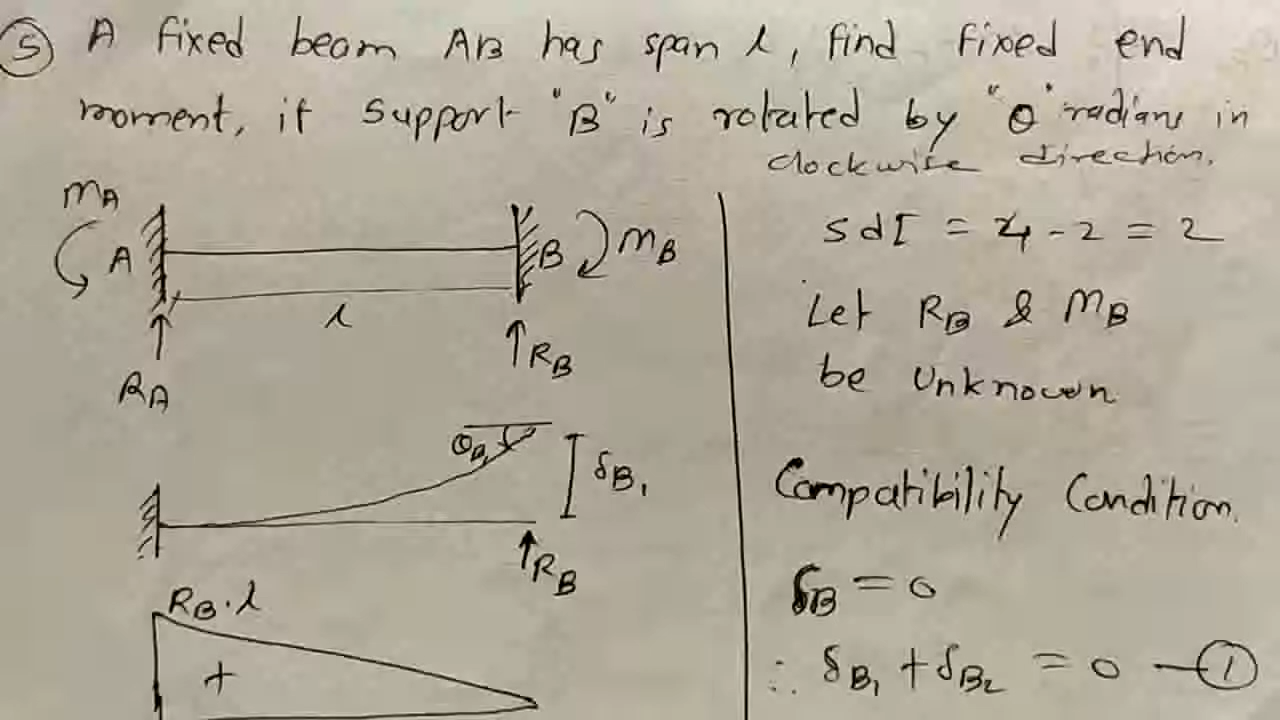 5 A fixed beam AB has span l, find fixed end
moment, if support "B" is rotated by "θ" radians in
clockwise direction.
MA
A
B
MB
l
RA
RB
θB1
δB1
RB
RB.l
+
SdI = 4 - 2 = 2
Let RB & MB
be unknown
Compatibility Condition.
δB = 0
∴ δB1 + δB2 = 0 — 1